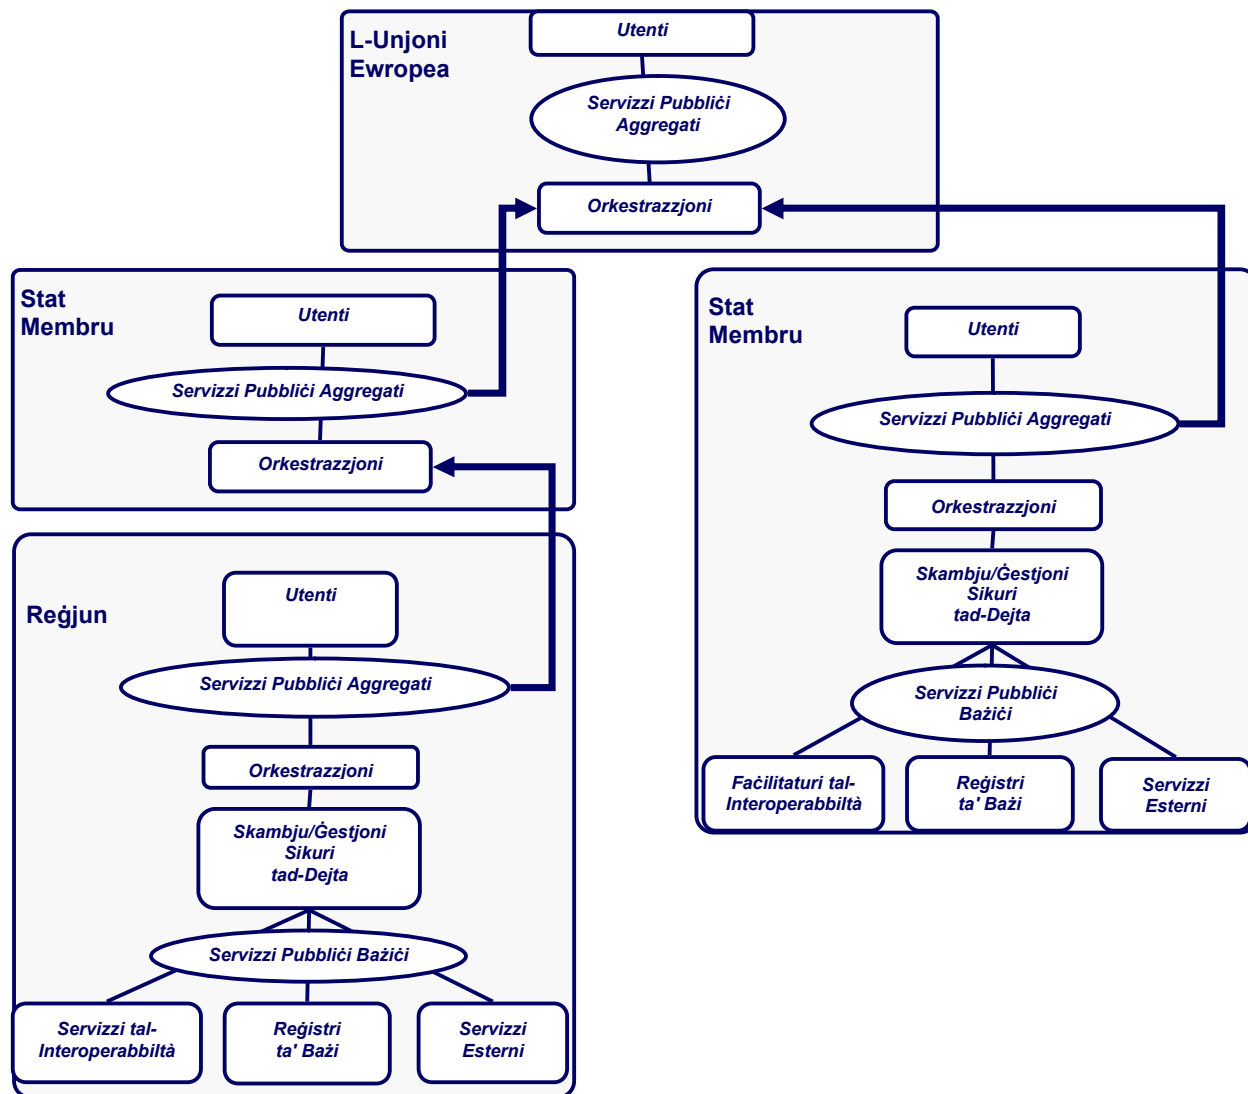 L-Unjoni
Ewropea
Utenti
Servizzi Pubbliċi
Aggregati
Orkestrazzjoni
Stat
Membru
Utenti
Servizzi Pubbliċi Aggregati
Orkestrazzjoni
Reġjun
Utenti
Servizzi Pubbliċi Aggregati
Orkestrazzjoni
Skambju/Ġestjoni
Sikuri
tad-Dejta
Servizzi Pubbliċi Bażiċi
Servizzi tal-
Interoperabbiltà
Reġistri
ta' Bażi
Servizzi
Esterni
Stat
Membru
Utenti
Servizzi Pubbliċi Aggregati
Orkestrazzjoni
Skambju/Ġestjoni
Sikuri
tad-Dejta
Servizzi Pubbliċi
Bażiċi
Faċilitaturi tal-
Interoperabbiltà
Reġistri
ta' Bażi
Servizzi
Esterni